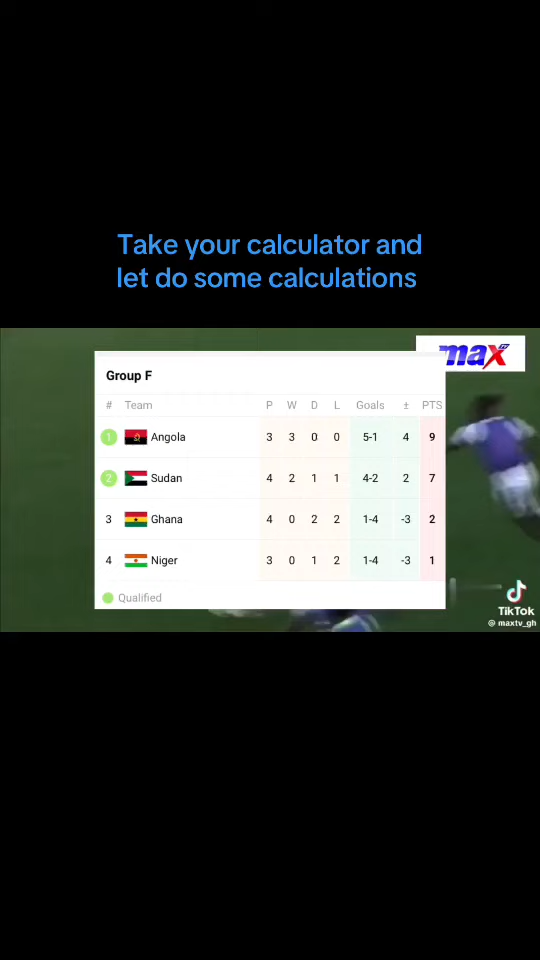 Take your calculator and
let do some calculations
max TV
Group F
# Team P W D L Goals ± PTS
1 Angola 3 3 0 0 5-1 4 9
2 Sudan 4 2 1 1 4-2 2 7
3 Ghana 4 0 2 2 1-4 -3 2
4 Niger 3 0 1 2 1-4 -3 1
Qualified
TikTok
@ maxtv_gh